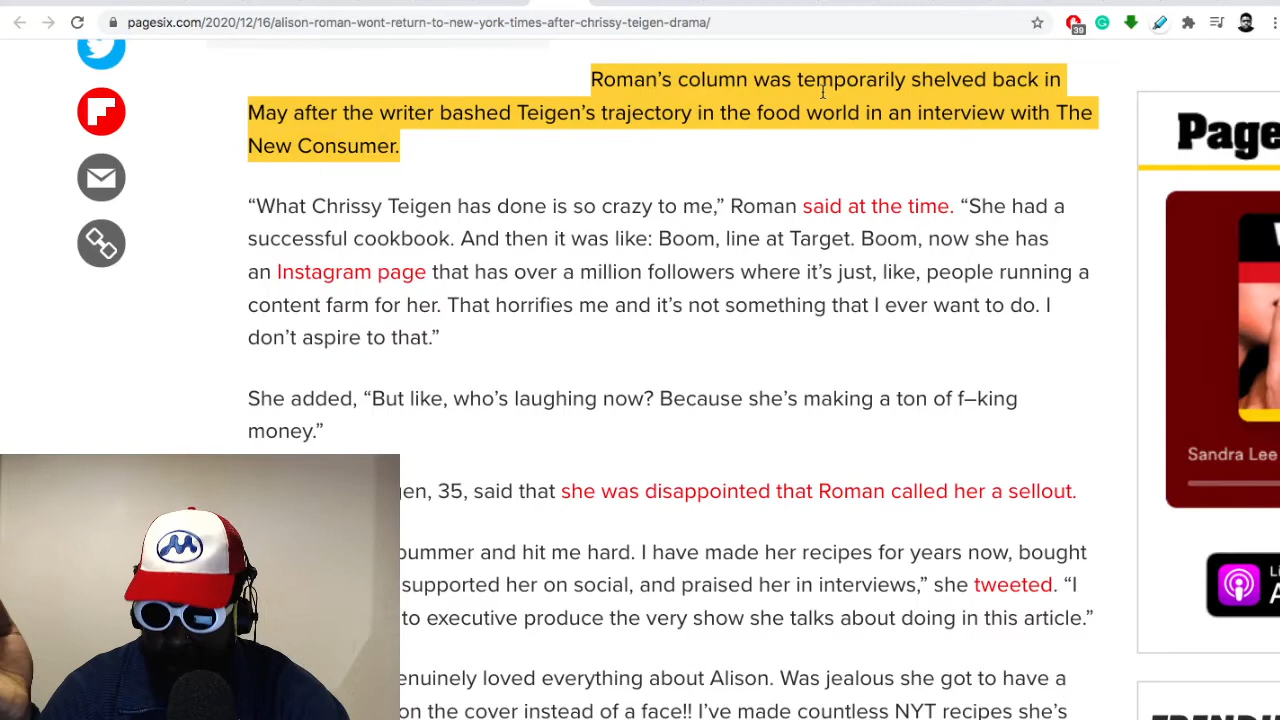 pagesix.com/2020/12/16/alison-roman-wont-return-to-new-york-times-after-chrissy-teigen-drama/
39
Roman’s column was temporarily shelved back in
May after the writer bashed Teigen’s trajectory in the food world in an interview with The
New Consumer.
Page
“What Chrissy Teigen has done is so crazy to me,” Roman said at the time. “She had a
successful cookbook. And then it was like: Boom, line at Target. Boom, now she has
an Instagram page that has over a million followers where it’s just, like, people running a
content farm for her. That horrifies me and it’s not something that I ever want to do. I
don’t aspire to that.”
She added, “But like, who’s laughing now? Because she’s making a ton of f–king
money.”
Sandra Lee
en, 35, said that she was disappointed that Roman called her a sellout.
bummer and hit me hard. I have made her recipes for years now, bought
supported her on social, and praised her in interviews,” she tweeted. “I
to executive produce the very show she talks about doing in this article.”
enuinely loved everything about Alison. Was jealous she got to have a
on the cover instead of a face!! I’ve made countless NYT recipes she’s
M